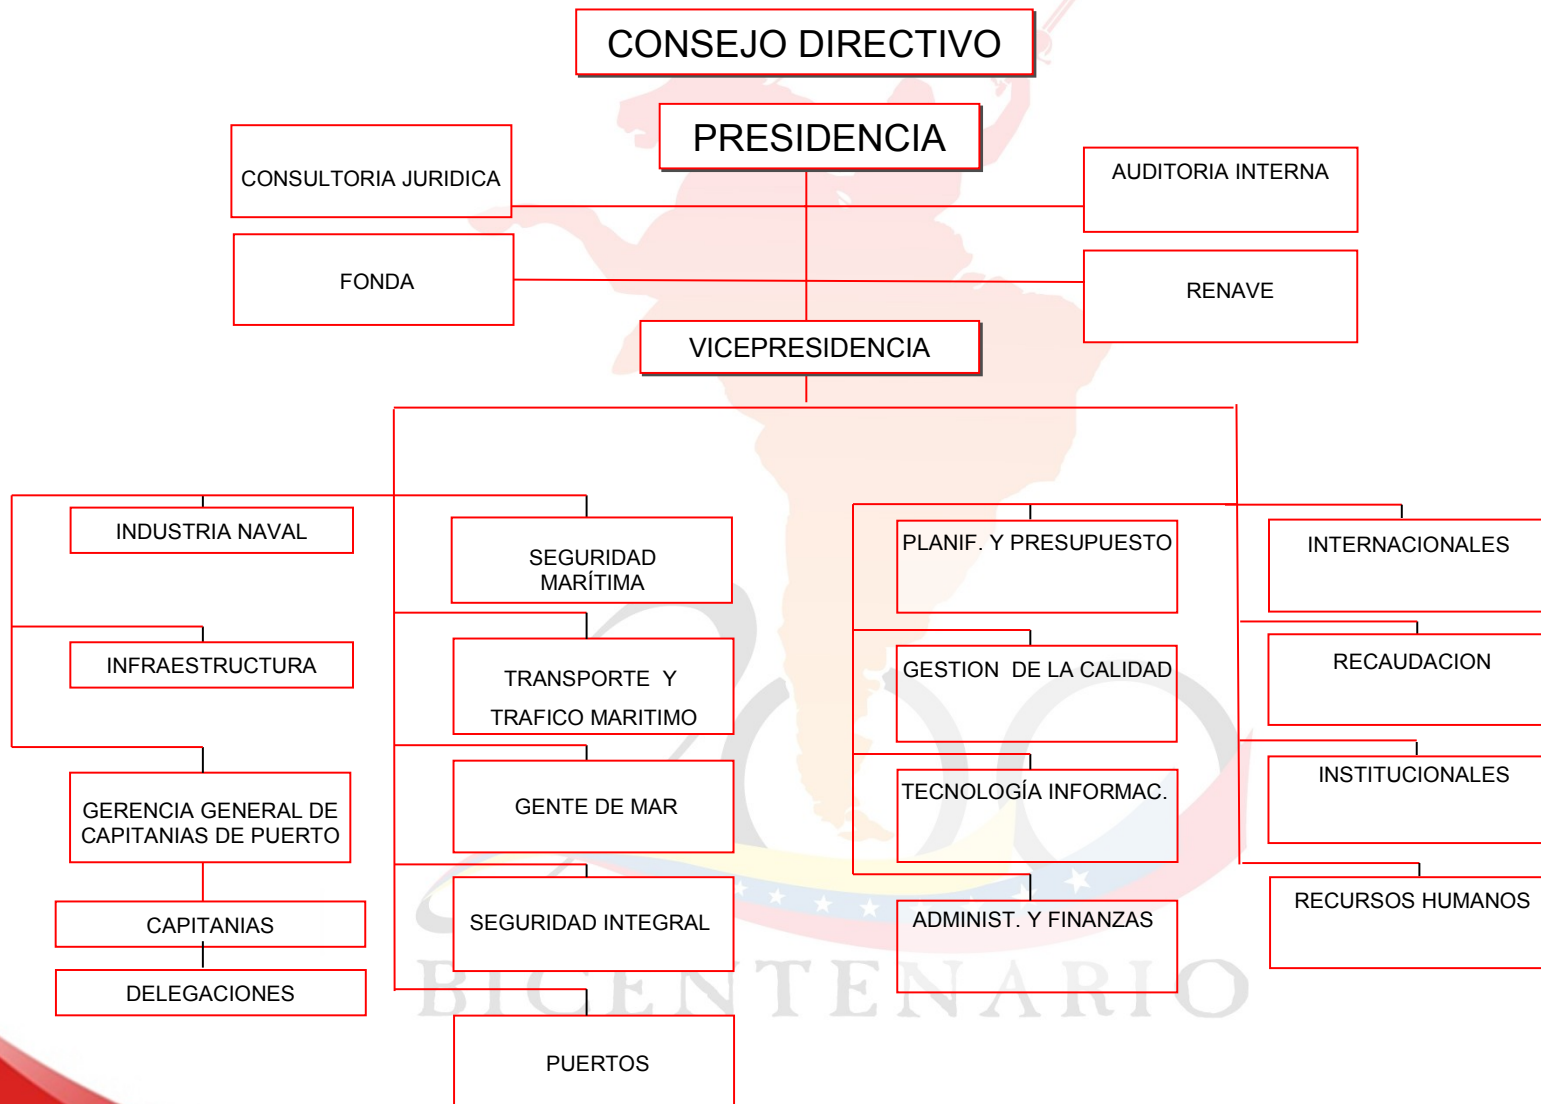 CONSEJO DIRECTIVO
PRESIDENCIA
CONSULTORIA JURIDICA
AUDITORIA INTERNA
FONDA
RENAVE
VICEPRESIDENCIA
INDUSTRIA NAVAL
SEGURIDAD
MARÍTIMA
PLANIF. Y PRESUPUESTO
INTERNACIONALES
INFRAESTRUCTURA
TRANSPORTE Y
TRAFICO MARITIMO
GESTION DE LA CALIDAD
RECAUDACION
GERENCIA GENERAL DE
CAPITANIAS DE PUERTO
GENTE DE MAR
TECNOLOGÍA INFORMAC.
INSTITUCIONALES
CAPITANIAS
SEGURIDAD INTEGRAL
ADMINIST. Y FINANZAS
RECURSOS HUMANOS
DELEGACIONES
PUERTOS
200
BICENTENARIO